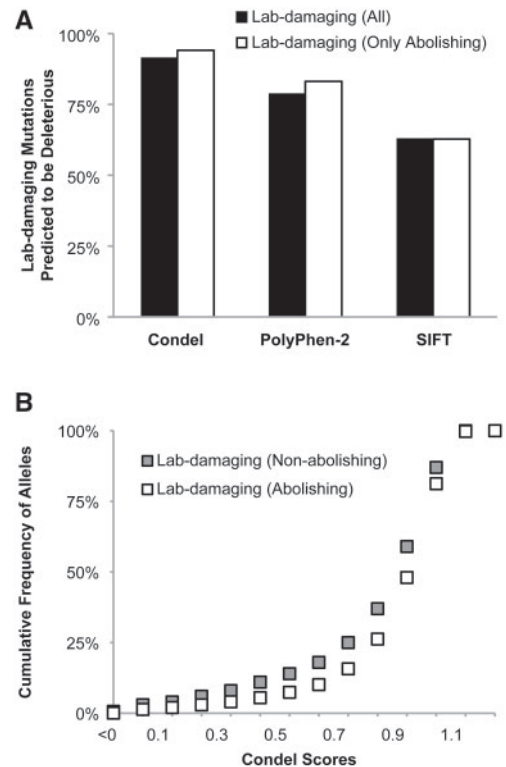 A
Lab-damaging (All)
Lab-damaging (Only Abolishing)
Lab-damaging Mutations
Predicted to be Deleterious
100%
75%
50%
25%
0%
Condel
PolyPhen-2
SIFT
B
Lab-damaging (Non-abolishing)
Lab-damaging (Abolishing)
Cumulative Frequency of Alleles
100%
75%
50%
25%
0%
<0
0.1
0.3
0.5
0.7
0.9
1.1
Condel Scores